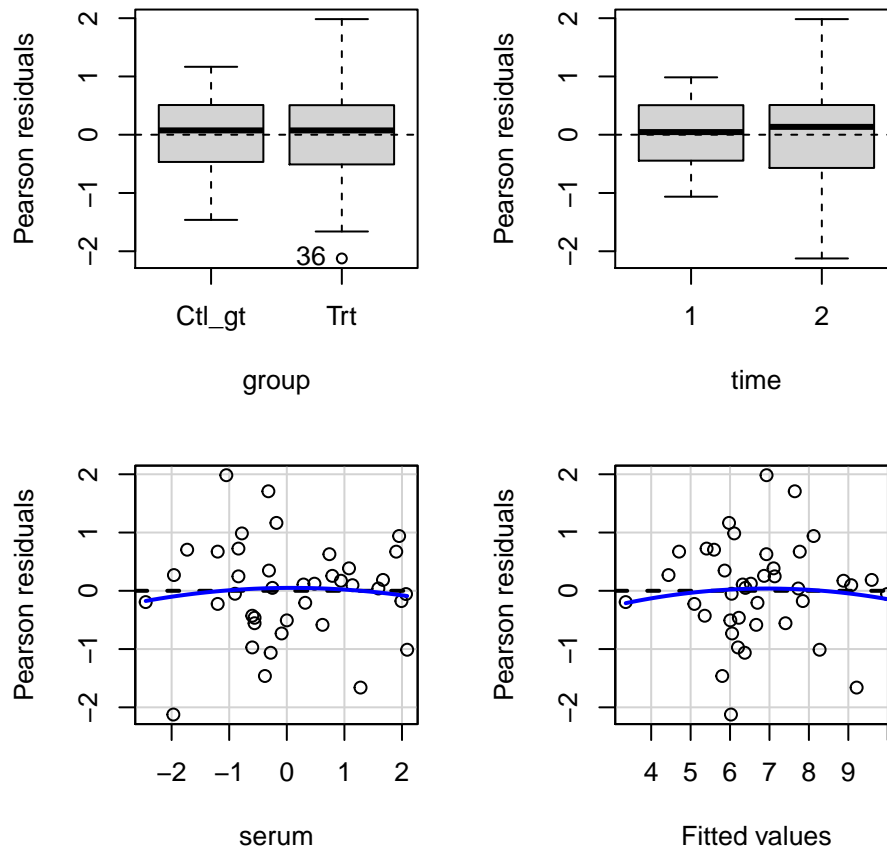 Pearson residuals
2
1
0
−1
−2
36
Ctl_gt Trt
group
Pearson residuals
2
1
0
−1
−2
1 2
time
Pearson residuals
2
1
0
−1
−2
−2 −1 0 1 2
serum
Pearson residuals
2
1
0
−1
−2
4 5 6 7 8 9
Fitted values